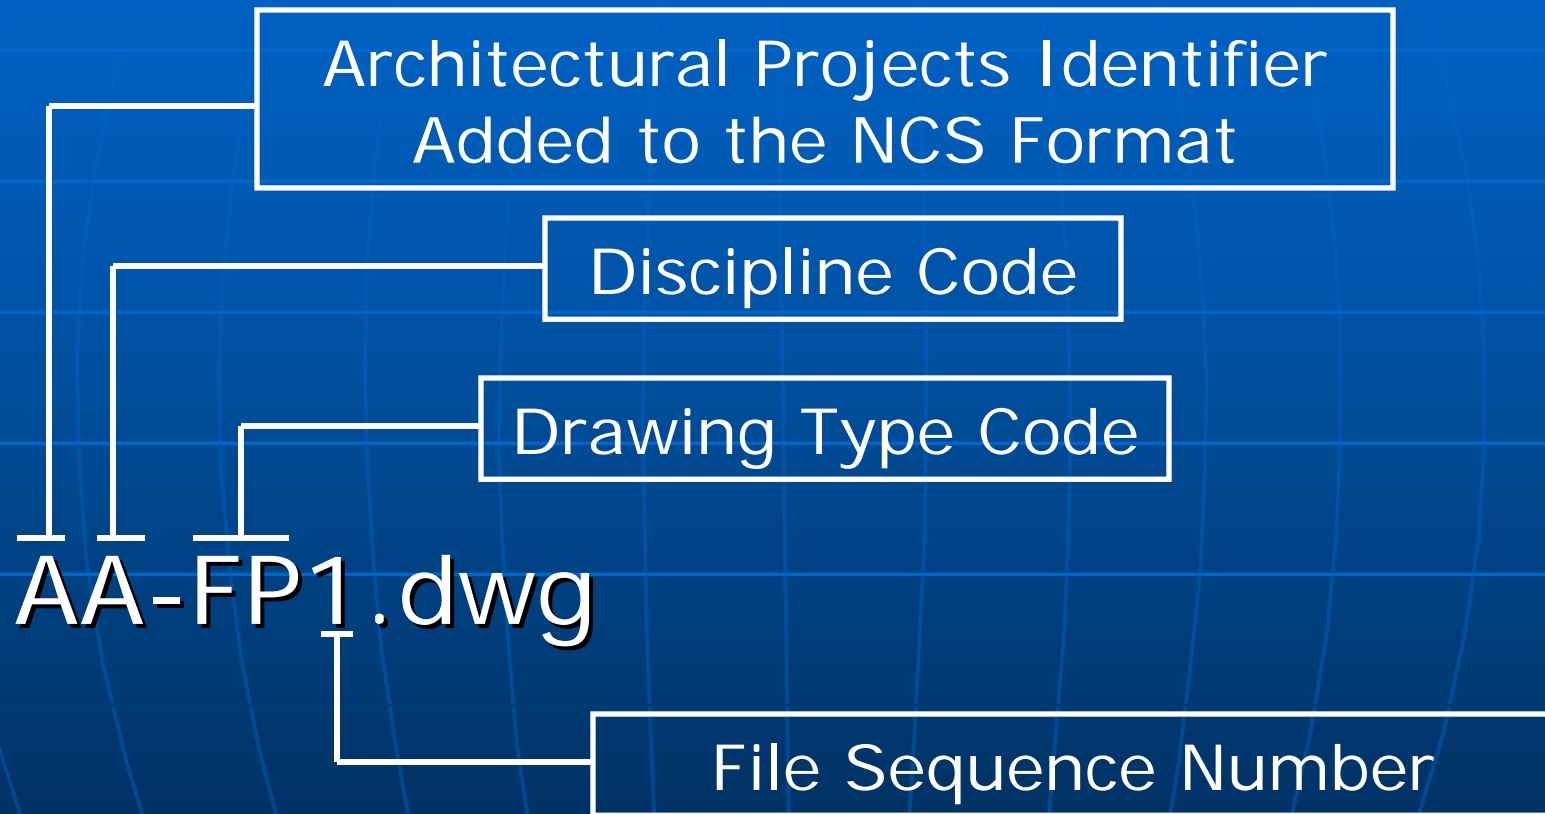 Architectural Projects Identifier
Added to the NCS Format
Discipline Code
Drawing Type Code
AA-FP1.dwg
File Sequence Number